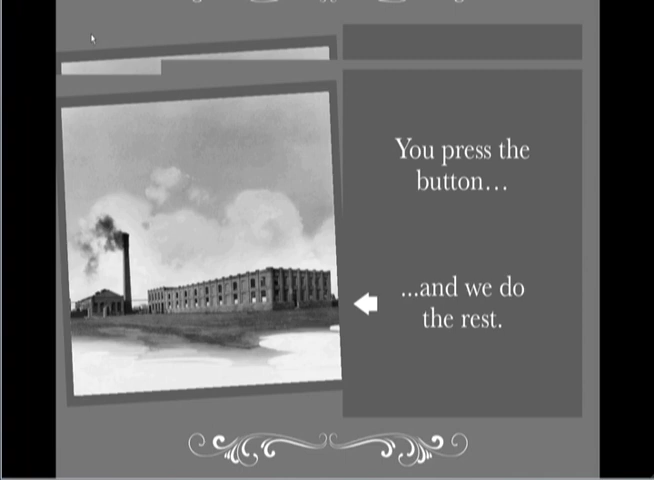 You press the
button...
...and we do
the rest.